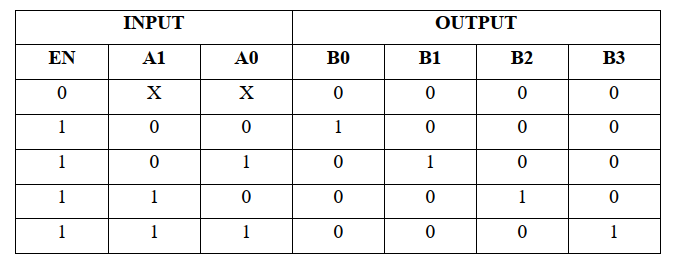 INPUT OUTPUT
EN A1 A0 B0 B1 B2 B3
0 X X 0 0 0 0
1 0 0 1 0 0 0
1 0 1 0 1 0 0
1 1 0 0 0 1 0
1 1 1 0 0 0 1